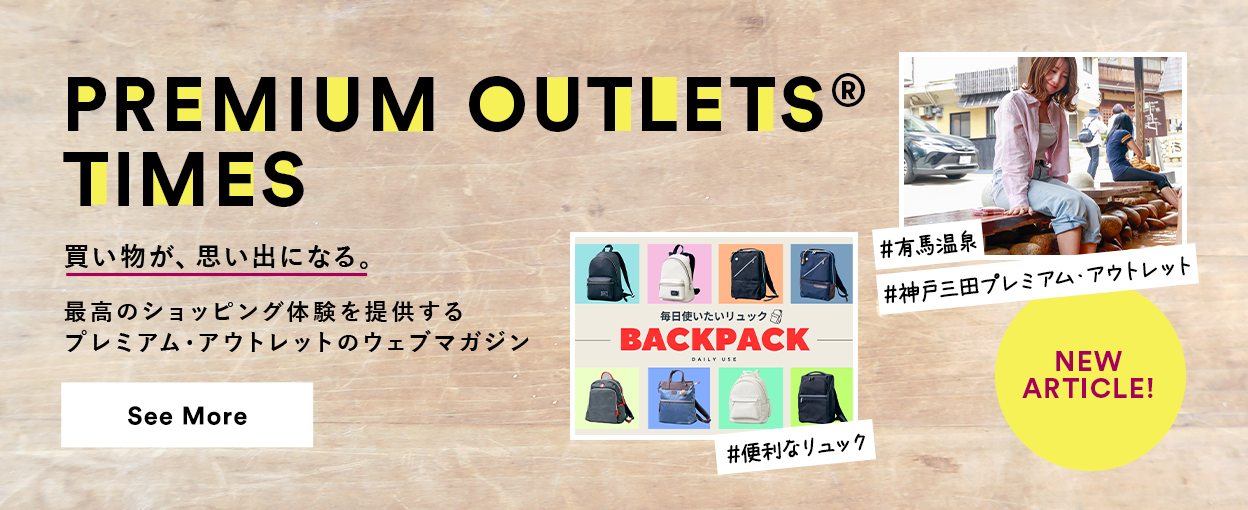 PREMIUM OUTLETS®
TIMES
買い物が、思い出になる。
最高のショッピング体験を提供する
プレミアム・アウトレットのウェブマガジン
See More
毎日使いたいリュック
BACKPACK
DAILY USE
#便利なリュック
#有馬温泉
#神戸三田プレミアム・アウトレット
NEW
ARTICLE!